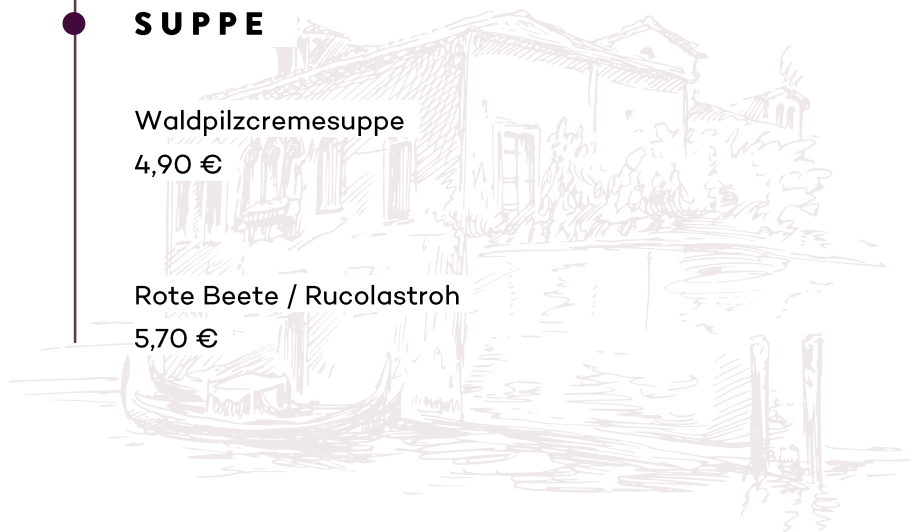 SUPPE
Waldpilzcremesuppe
4,90 €
Rote Beete / Rucolastroh
5,70 €